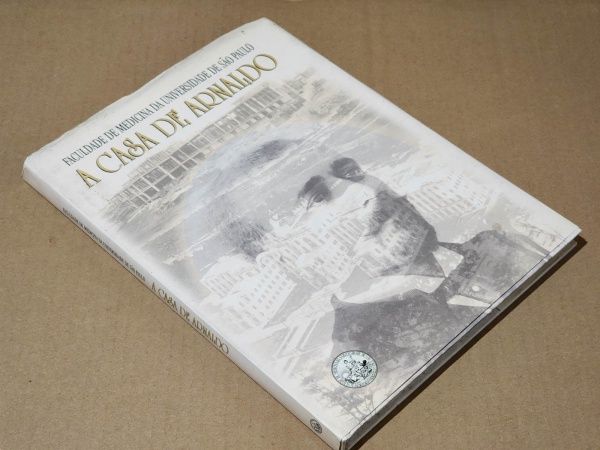 FACULDADE DE MEDICINA DA UNIVERSIDADE DE SÃO PAULO
A CASA DE ARNALDO
FACULDADE DE MEDICINA DA UNIVERSIDADE DE SÃO PAULO
A CASA DE ARNALDO